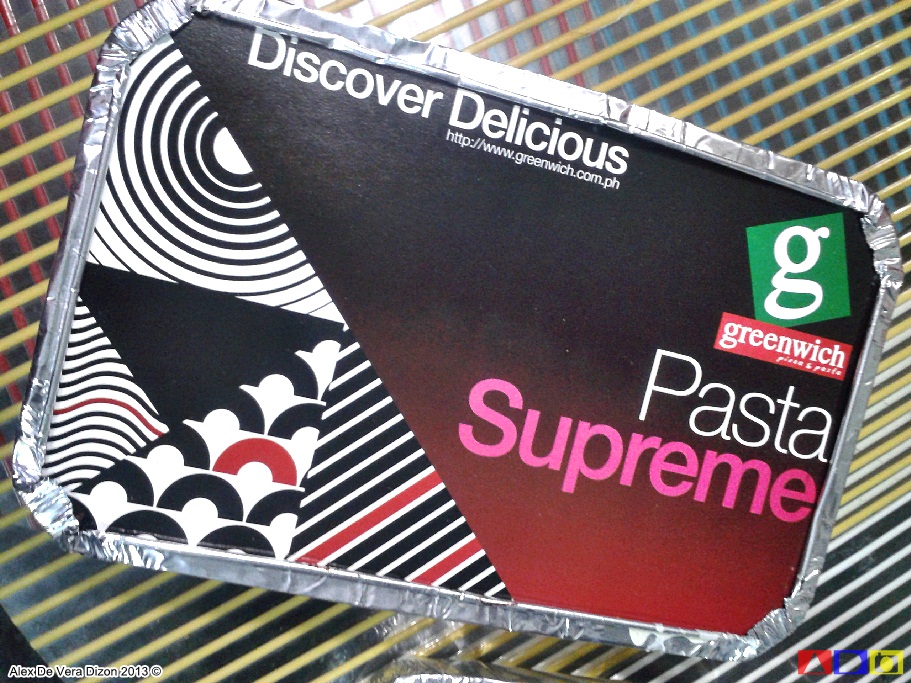 Discover Delicious
http://www.greenwich.com.ph
g
greenwich
pizza & pasta
Pasta
Supreme
Alex De Vera Dizon 2013 ©